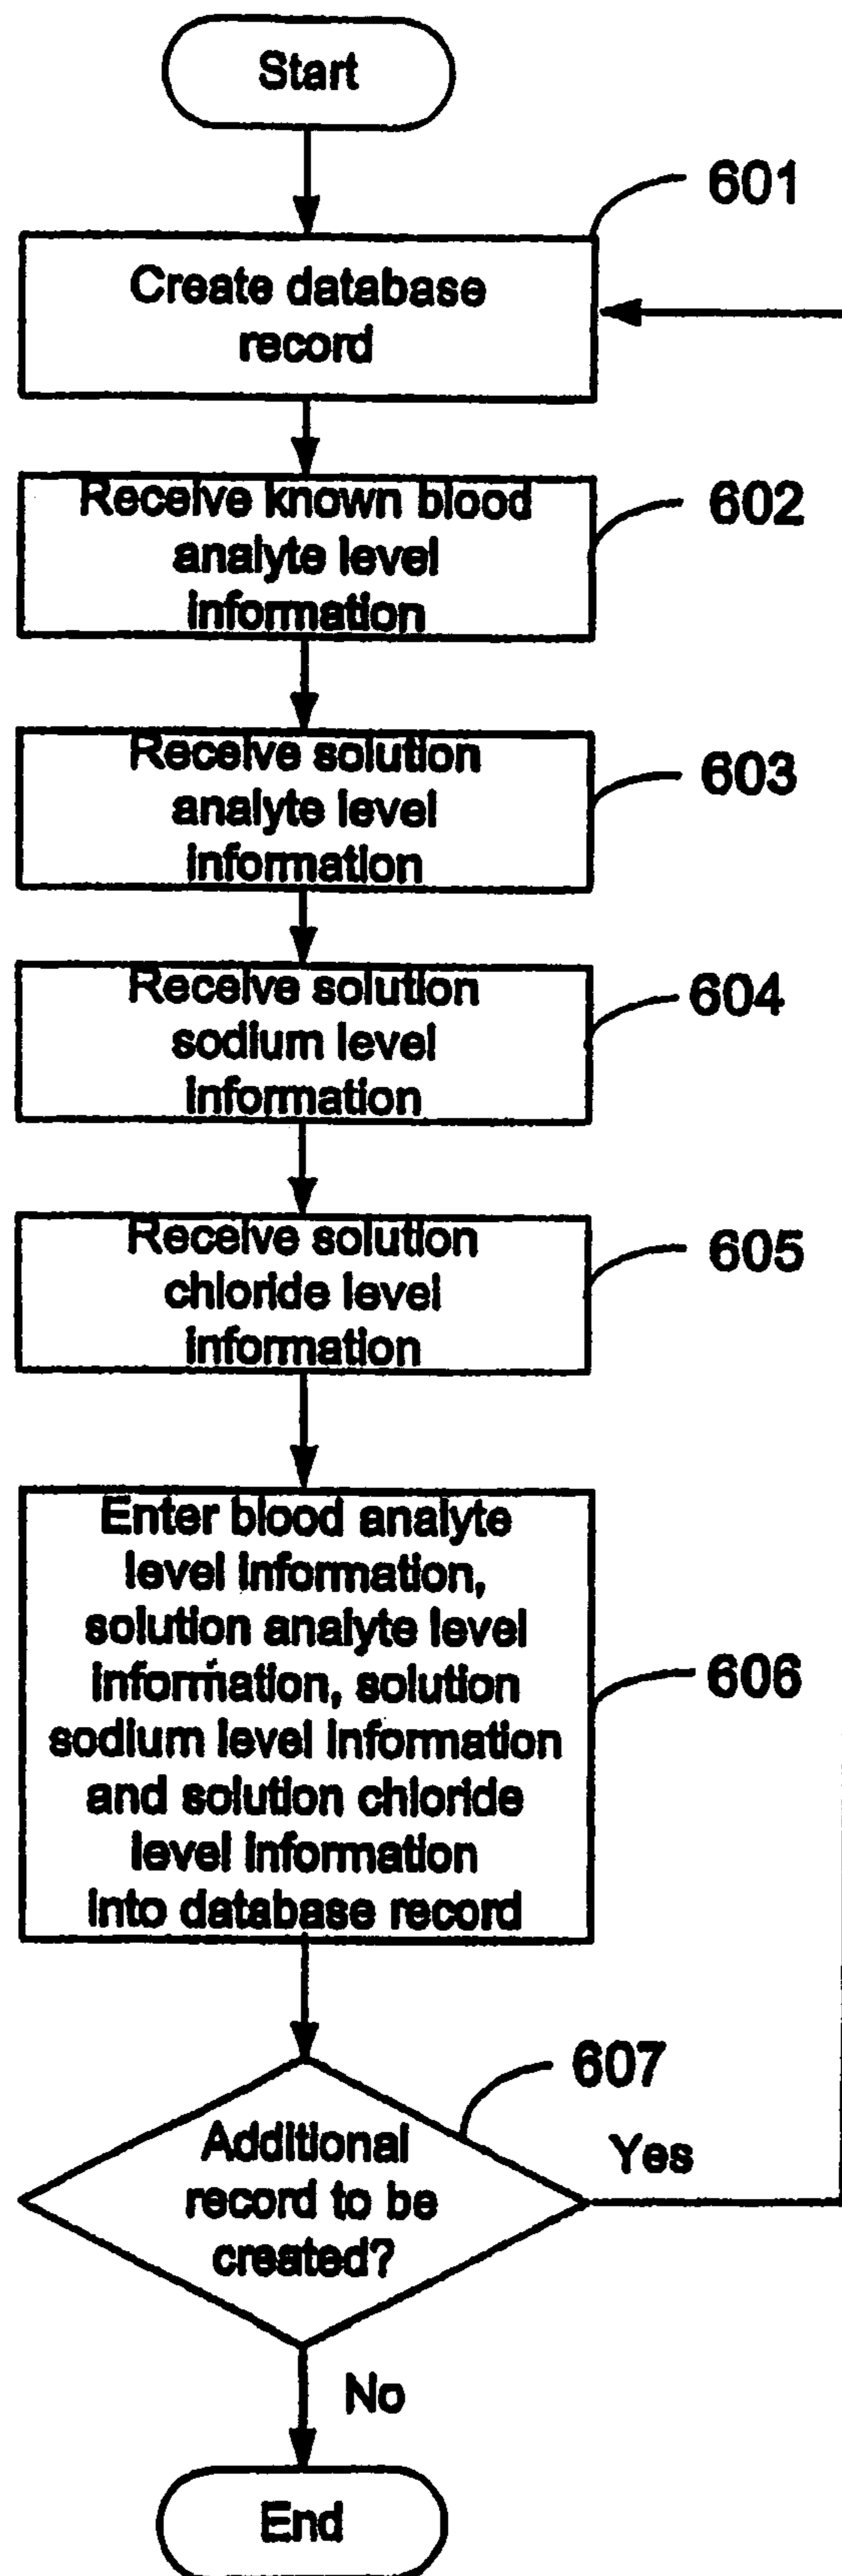 Start
601
Create database
record
602
Receive known blood
analyte level
information
603
Receive solution
analyte level
information
604
Receive solution
sodium level
information
605
Receive solution
chloride level
information
Enter blood analyte
level information,
solution analyte level
information, solution
sodium level information
and solution chloride
level information
into database record
606
607
Additional
record to be
created?
Yes
No
End